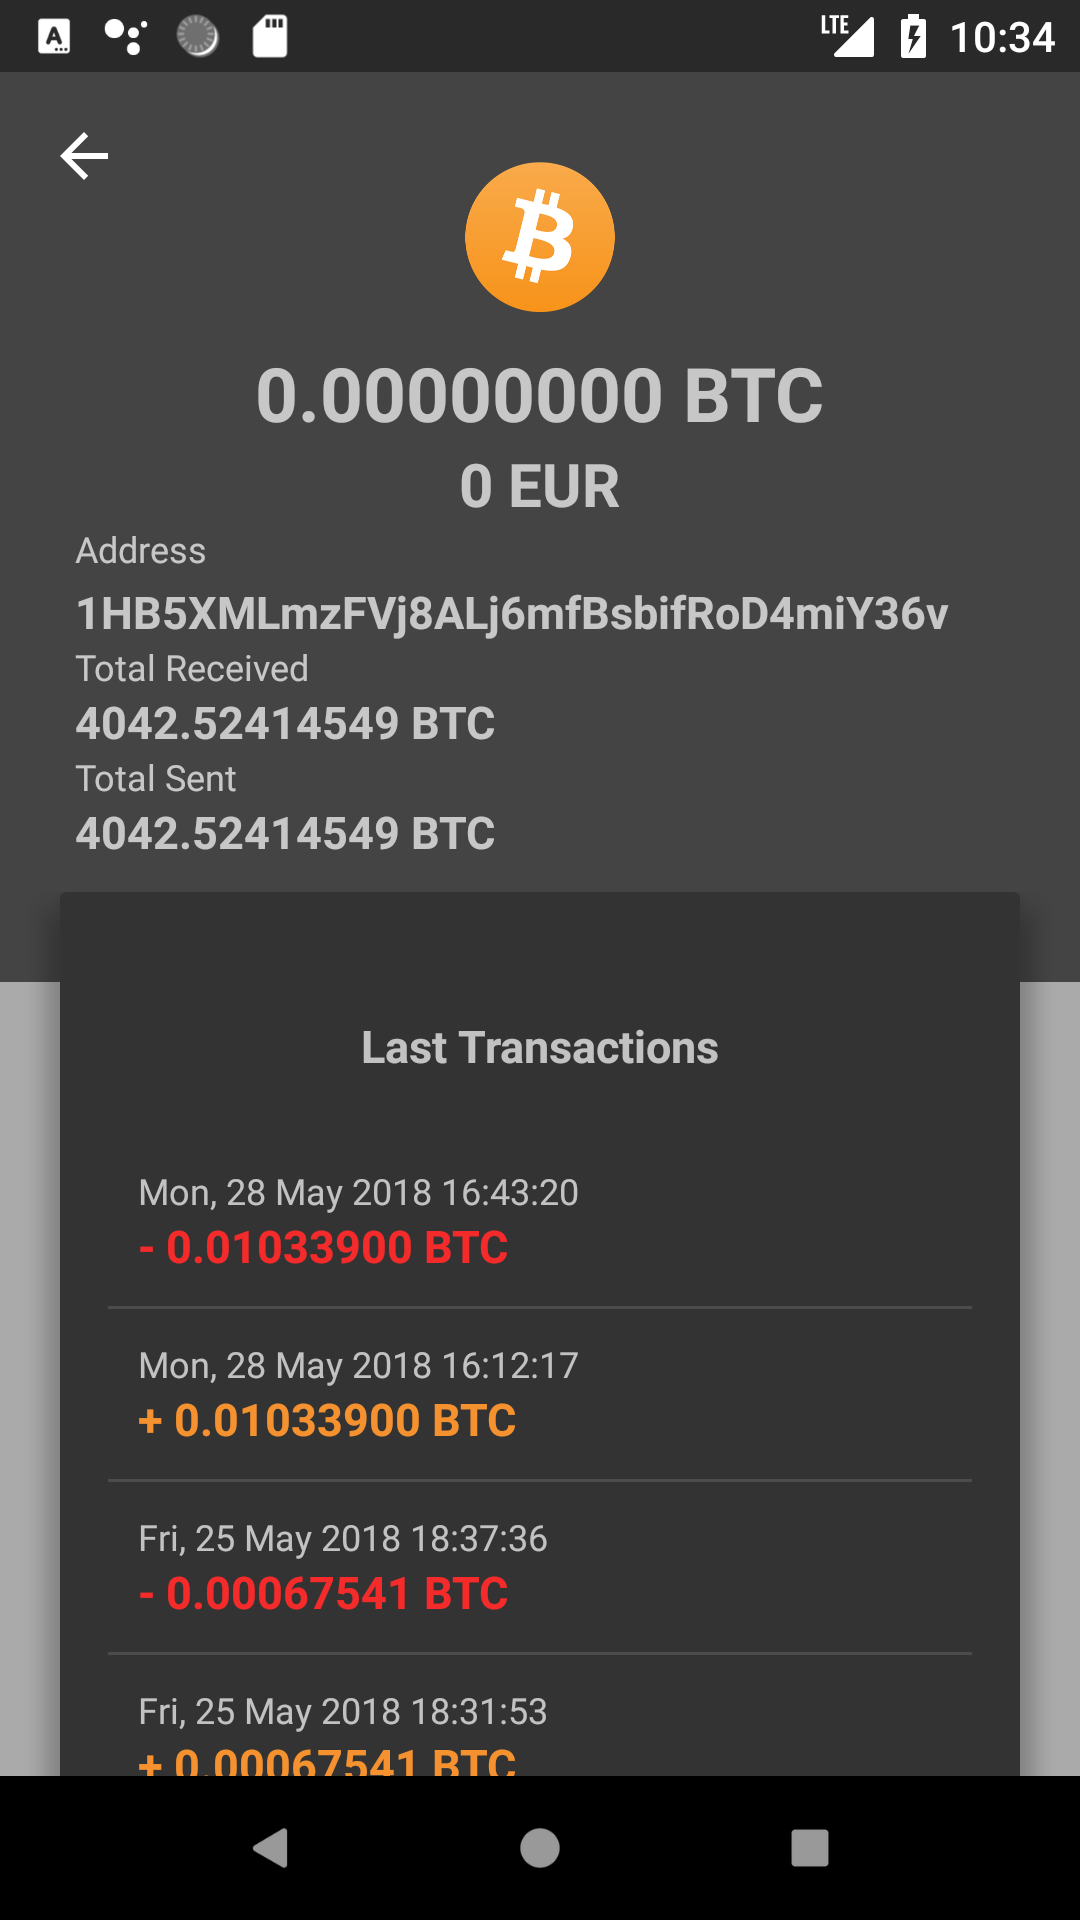 LTE 10:34
0.00000000 BTC
0 EUR
Address
1HB5XMLmzFVj8ALj6mfBsbifRoD4miY36v
Total Received
4042.52414549 BTC
Total Sent
4042.52414549 BTC
Last Transactions
Mon, 28 May 2018 16:43:20
- 0.01033900 BTC
Mon, 28 May 2018 16:12:17
+ 0.01033900 BTC
Fri, 25 May 2018 18:37:36
- 0.00067541 BTC
Fri, 25 May 2018 18:31:53
+ 0.00067541 BTC